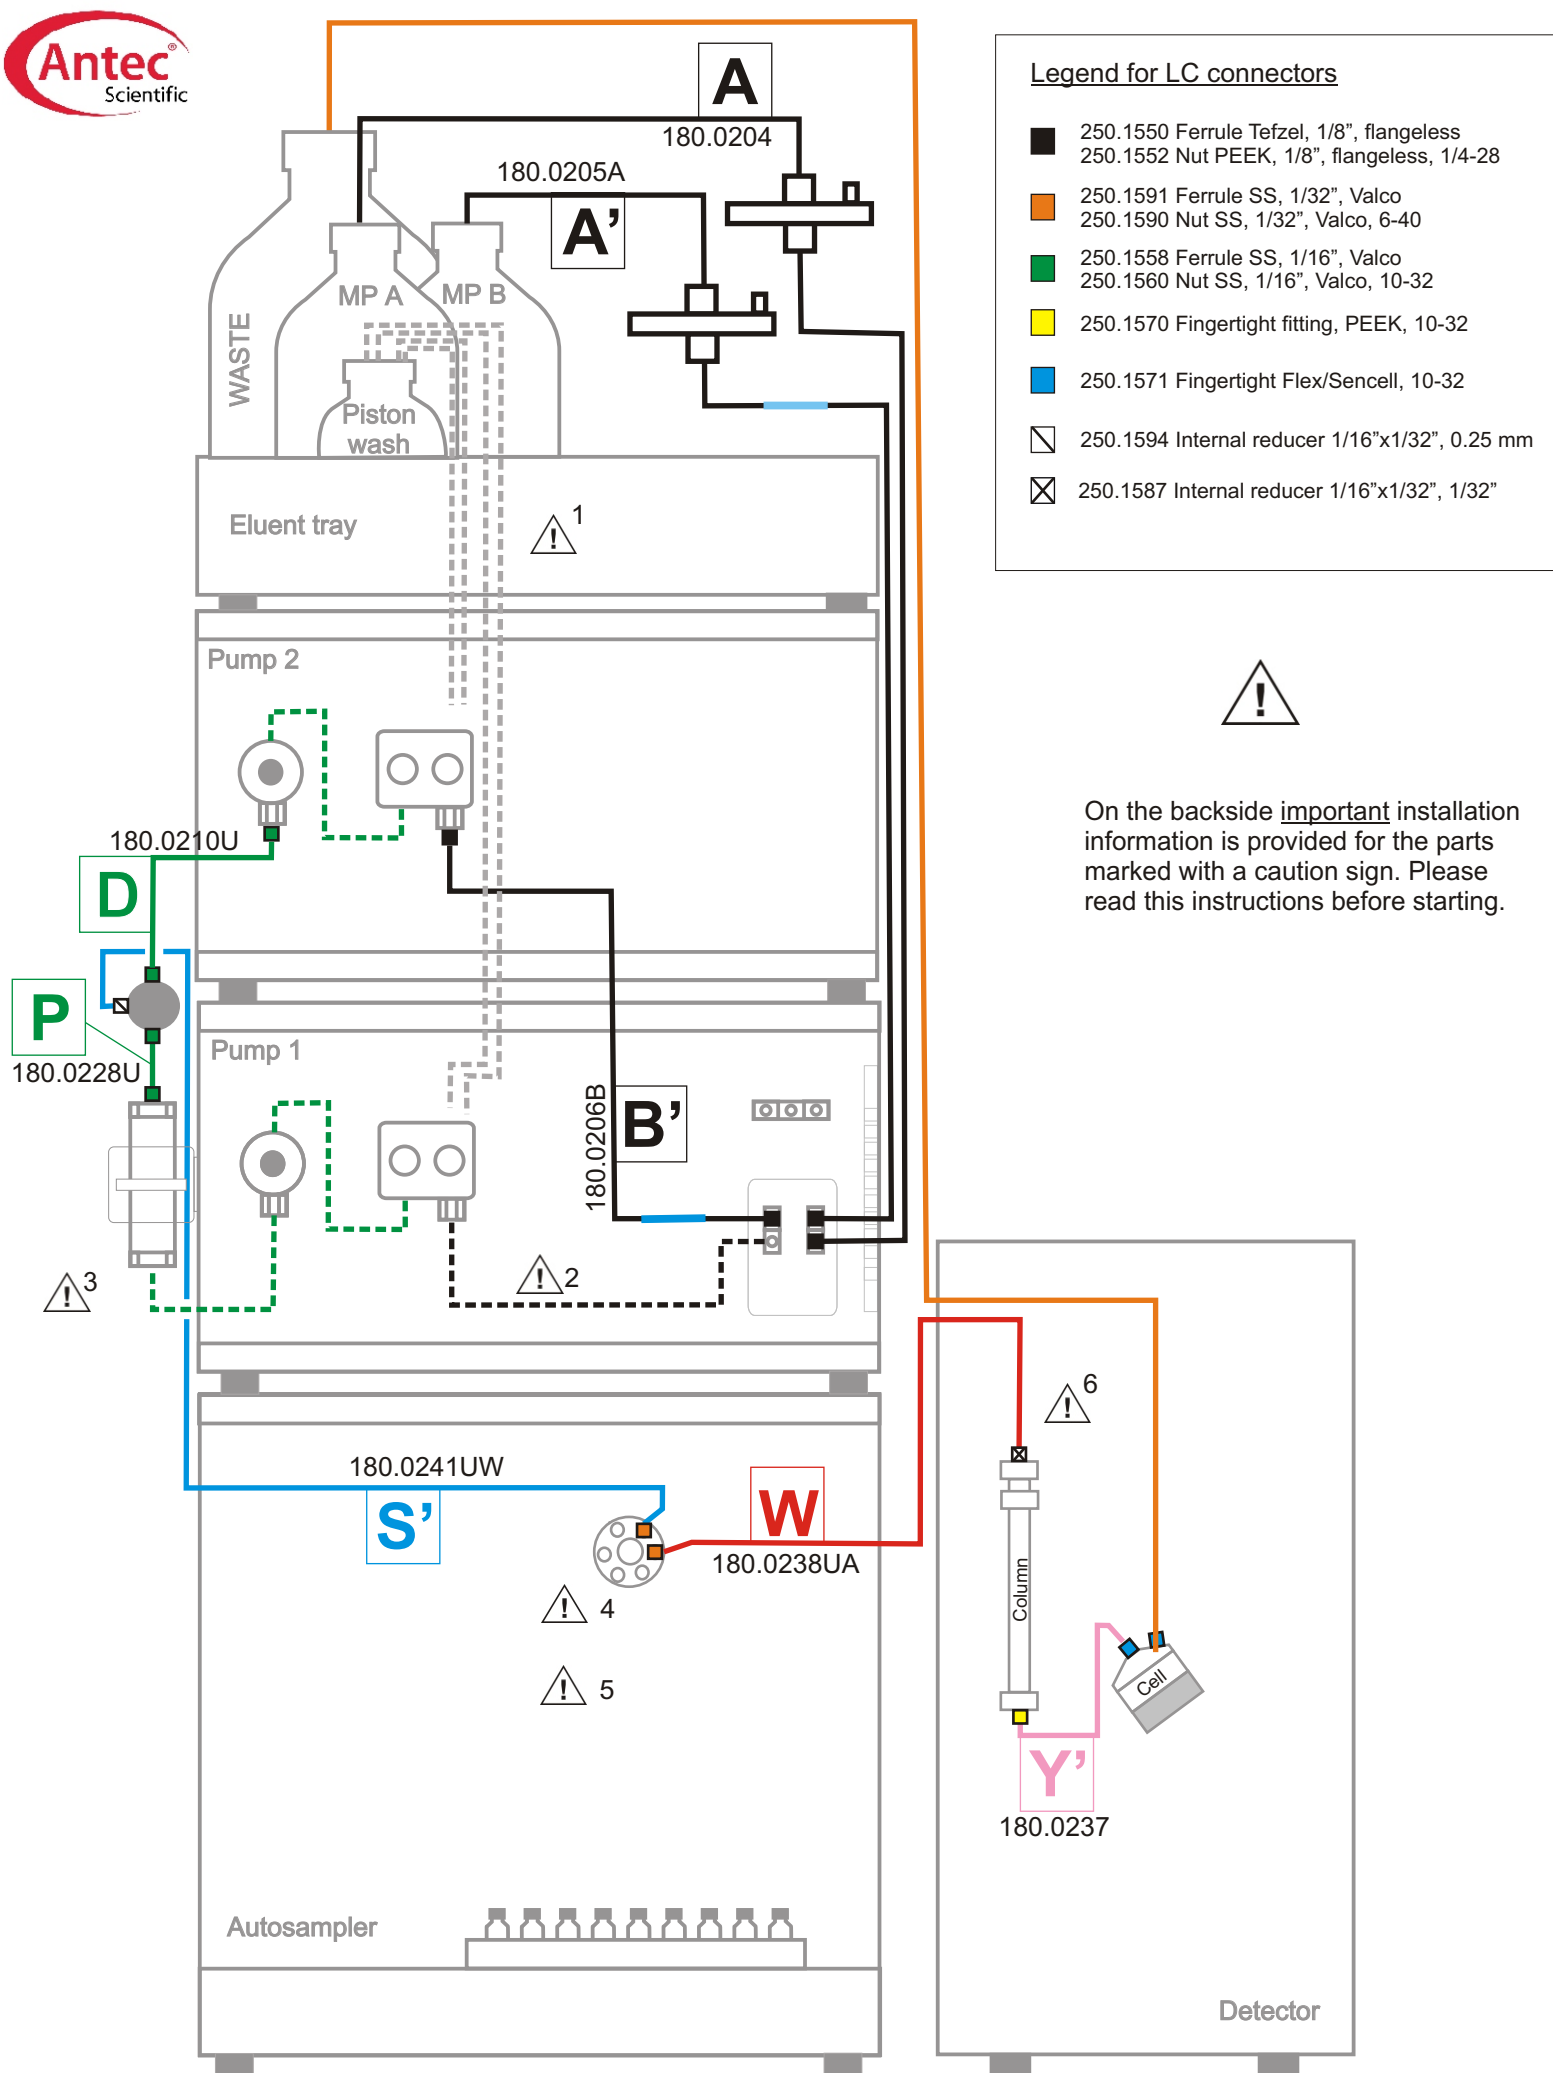 Antec®
Scientific
A
180.0204
180.0205A
A’
WASTE
MP A
MP B
Piston
wash
Eluent tray
1
Pump 2
180.0210U
D
P
180.0228U
Pump 1
180.0206B
B’
2
3
180.0241UW
S’
W
180.0238UA
4
5
6
Column
Cell
Y’
180.0237
Autosampler
Detector
Legend for LC connectors
250.1550 Ferrule Tefzel, 1/8”, flangeless
250.1552 Nut PEEK, 1/8”, flangeless, 1/4-28
250.1591 Ferrule SS, 1/32”, Valco
250.1590 Nut SS, 1/32”, Valco, 6-40
250.1558 Ferrule SS, 1/16”, Valco
250.1560 Nut SS, 1/16”, Valco, 10-32
250.1570 Fingertight fitting, PEEK, 10-32
250.1571 Fingertight Flex/Sencell, 10-32
250.1594 Internal reducer 1/16”x1/32”, 0.25 mm
250.1587 Internal reducer 1/16”x1/32”, 1/32”
On the backside important installation
information is provided for the parts
marked with a caution sign. Please
read this instructions before starting.